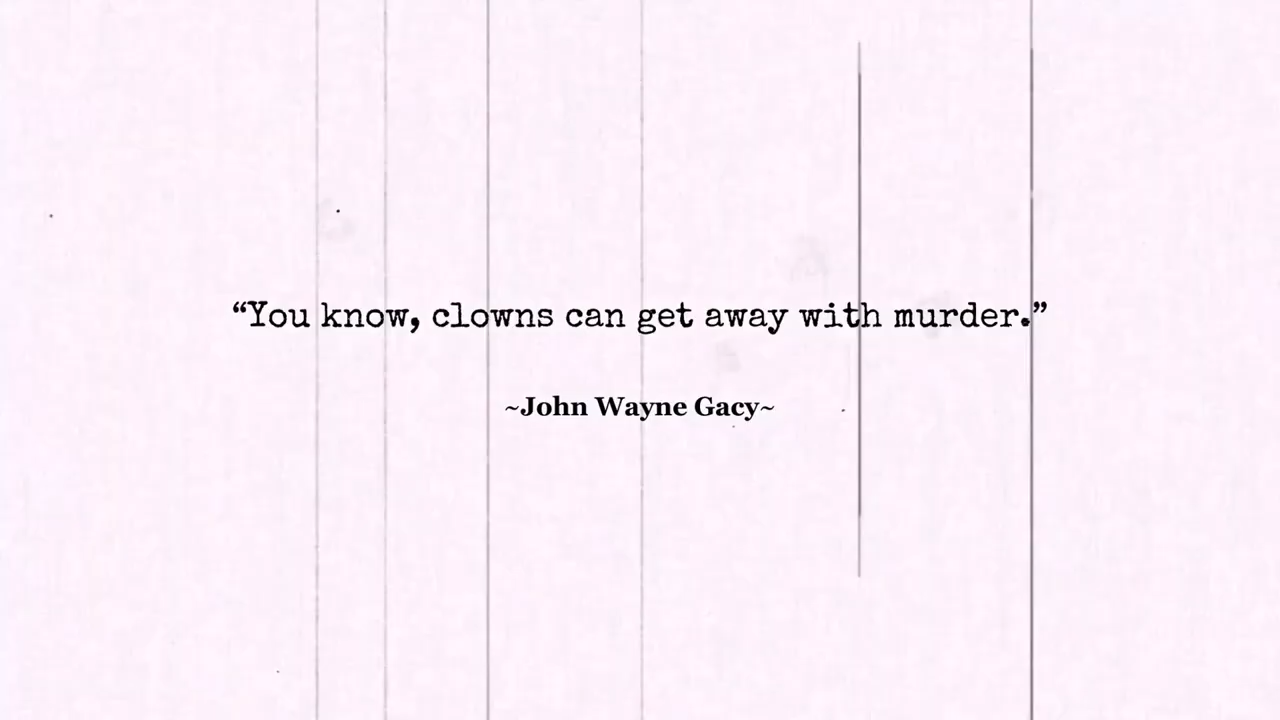 “You know, clowns can get away with murder.”
~John Wayne Gacy~